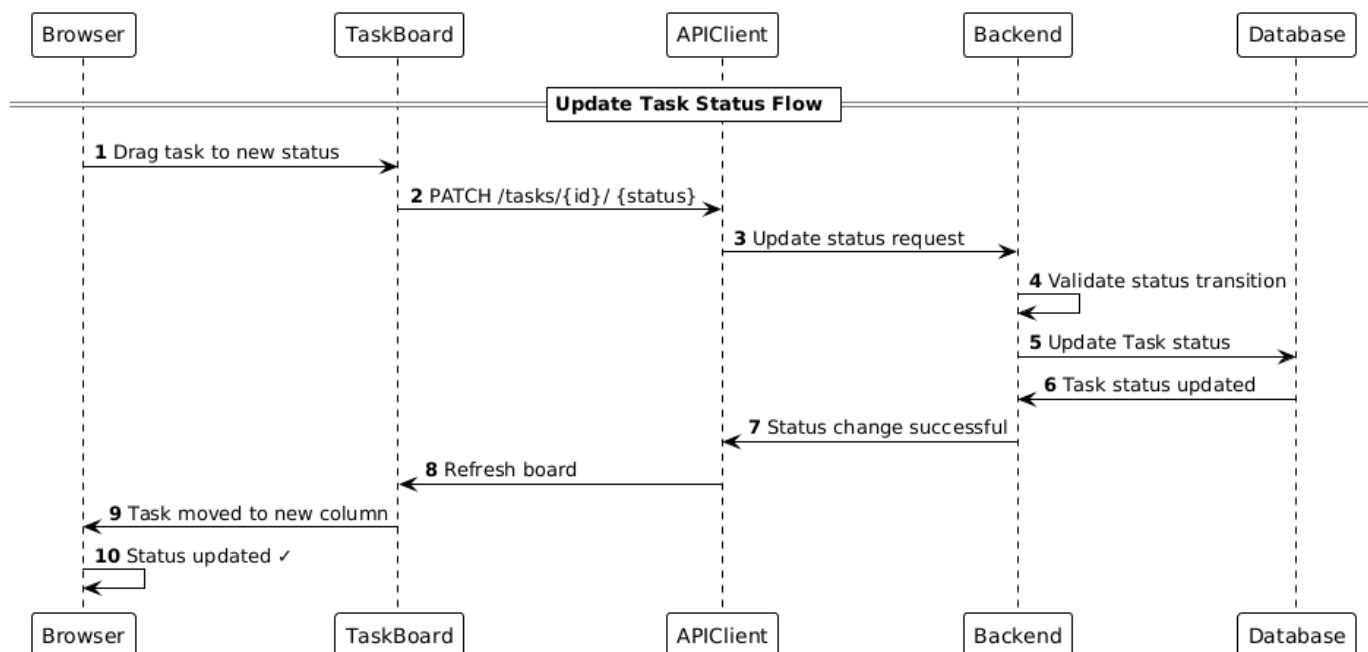 Browser TaskBoard APIClient Backend Database
Update Task Status Flow
1 Drag task to new status
2 PATCH /tasks/{id}/ {status}
3 Update status request
4 Validate status transition
5 Update Task status
6 Task status updated
7 Status change successful
8 Refresh board
9 Task moved to new column
10 Status updated ✓
Browser TaskBoard APIClient Backend Database